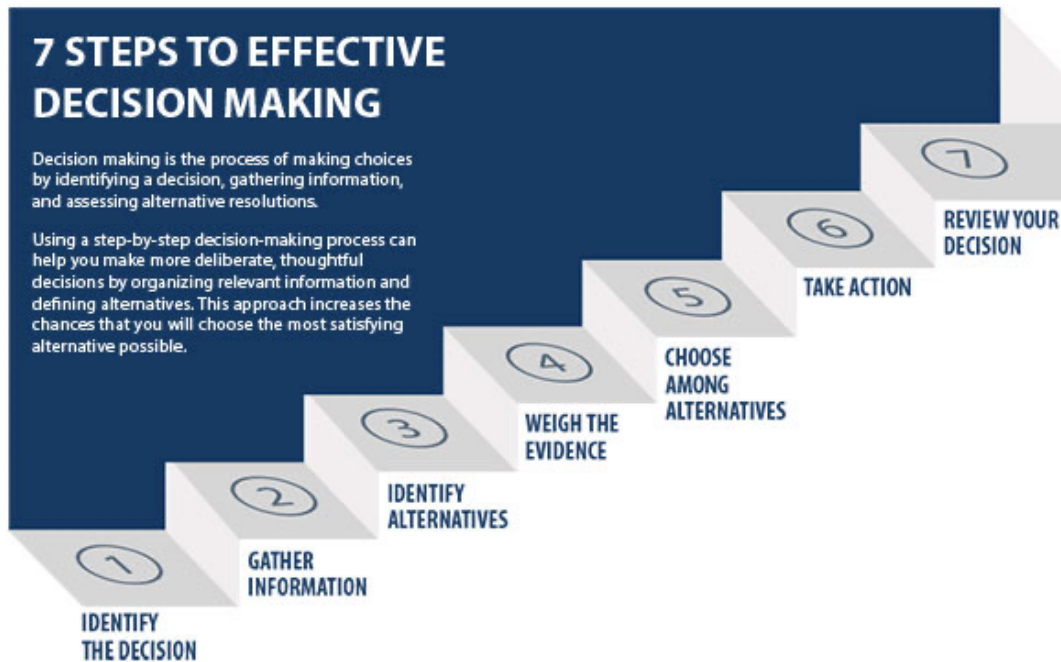 7 STEPS TO EFFECTIVE
DECISION MAKING
Decision making is the process of making choices
by identifying a decision, gathering information,
and assessing alternative resolutions.
Using a step-by-step decision-making process can
help you make more deliberate, thoughtful
decisions by organizing relevant information and
defining alternatives. This approach increases the
chances that you will choose the most satisfying
alternative possible.
1
IDENTIFY
THE DECISION
2
GATHER
INFORMATION
3
IDENTIFY
ALTERNATIVES
4
WEIGH THE
EVIDENCE
5
CHOOSE
AMONG
ALTERNATIVES
6
TAKE ACTION
7
REVIEW YOUR
DECISION